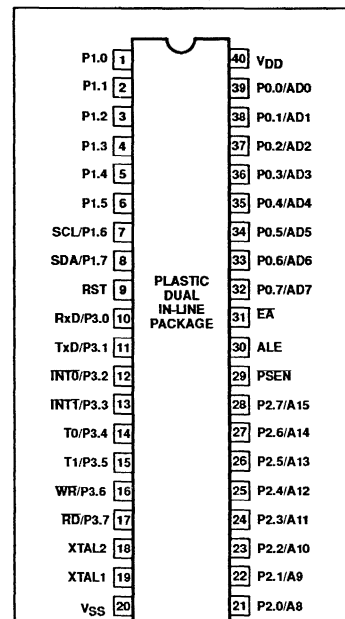 P1.0 1 40 VDD
P1.1 2 39 P0.0/AD0
P1.2 3 38 P0.1/AD1
P1.3 4 37 P0.2/AD2
P1.4 5 36 P0.3/AD3
P1.5 6 35 P0.4/AD4
SCL/P1.6 7 34 P0.5/AD5
SDA/P1.7 8 33 P0.6/AD6
RST 9 32 P0.7/AD7
PLASTIC
DUAL
IN-LINE
PACKAGE
RxD/P3.0 10 31 E̅A̅
TxD/P3.1 11 30 ALE
I̅N̅T̅0̅/P3.2 12 29 P̅S̅E̅N̅
I̅N̅T̅1̅/P3.3 13 28 P2.7/A15
T0/P3.4 14 27 P2.6/A14
T1/P3.5 15 26 P2.5/A13
W̅R̅/P3.6 16 25 P2.4/A12
R̅D̅/P3.7 17 24 P2.3/A11
XTAL2 18 23 P2.2/A10
XTAL1 19 22 P2.1/A9
VSS 20 21 P2.0/A8